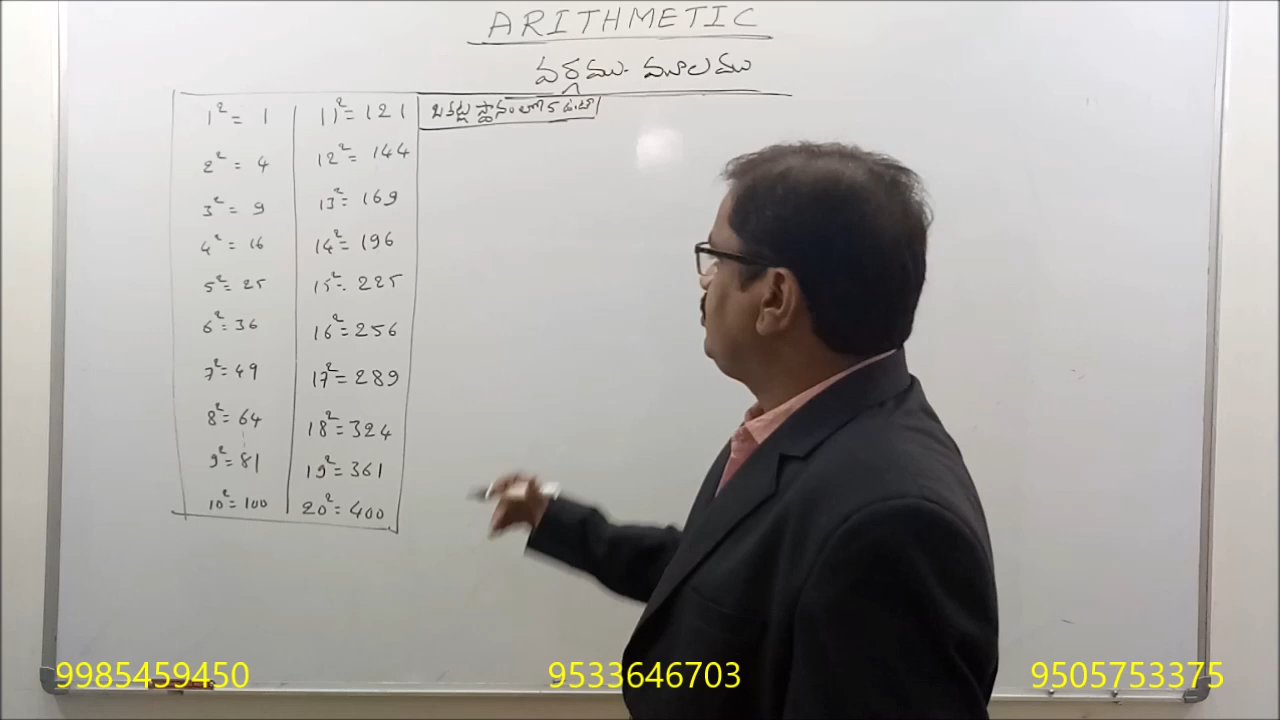 ARITHMETIC
వర్గము - మూలము
1² = 1
2² = 4
3² = 9
4² = 16
5² = 25
6² = 36
7² = 49
8² = 64
9² = 81
10² = 100
11² = 121
12² = 144
13² = 169
14² = 196
15² = 225
16² = 256
17² = 289
18² = 324
19² = 361
20² = 400
ఒకట్ల స్థానంలో 5 ఉంటే
9985459450
9533646703
9505753375